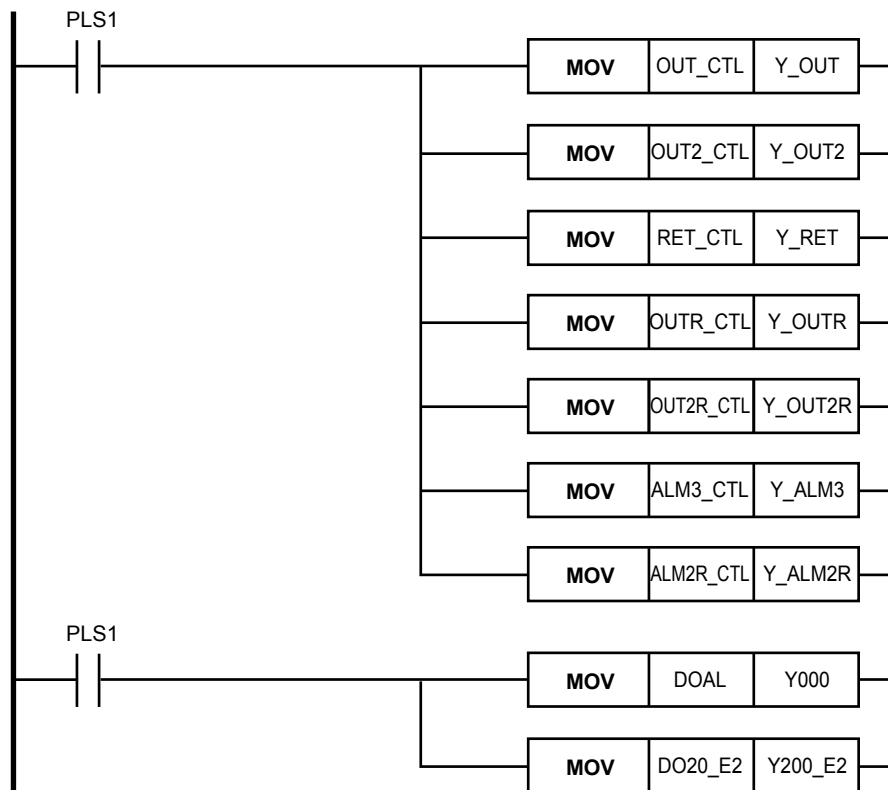 PLS1
MOV OUT_CTL Y_OUT
MOV OUT2_CTL Y_OUT2
MOV RET_CTL Y_RET
MOV OUTR_CTL Y_OUTR
MOV OUT2R_CTL Y_OUT2R
MOV ALM3_CTL Y_ALM3
MOV ALM2R_CTL Y_ALM2R
PLS1
MOV DOAL Y000
MOV DO20_E2 Y200_E2